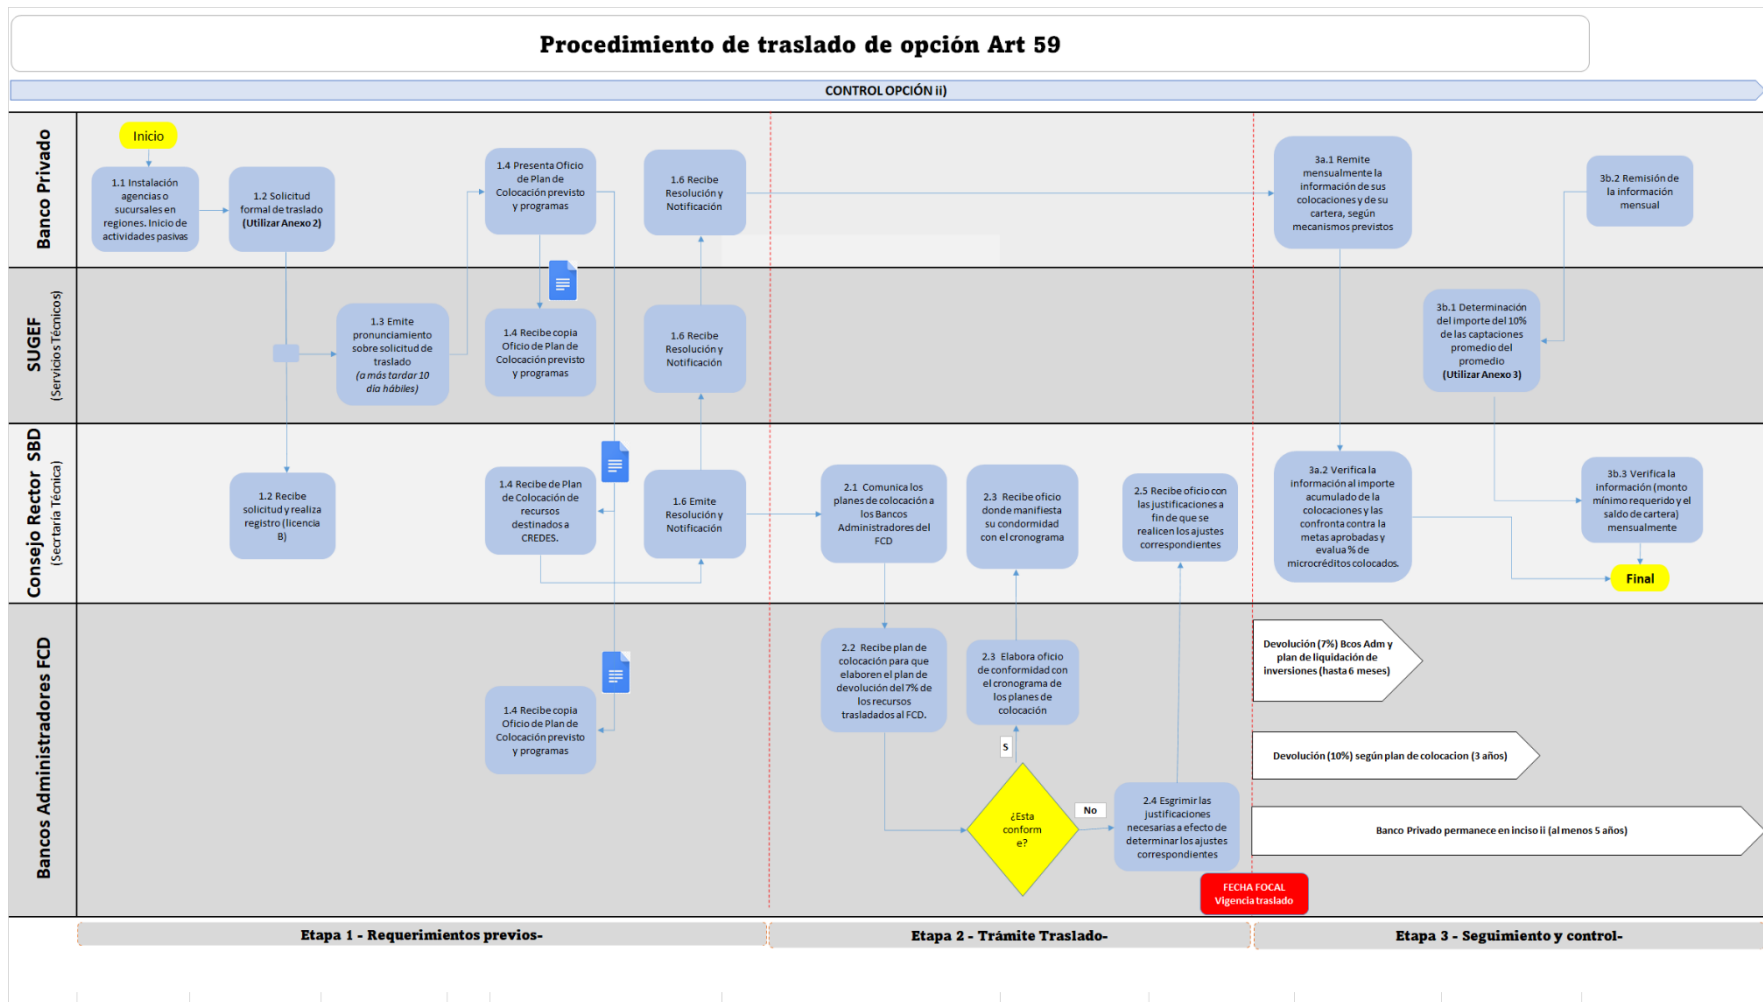 Procedimiento de traslado de opción Art 59
CONTROL OPCIÓN ii)
Banco Privado
Inicio
1.1 Instalación
agencias o
sucursales en
regiones. Inicio de
actividades pasivas
1.2 Solicitud
formal de traslado
(Utilizar Anexo 2)
1.4 Presenta Oficio
de Plan de
Colocación previsto
y programas
1.6 Recibe
Resolución y
Notificación
3a.1 Remite
mensualmente la
información de sus
colocaciones y de su
cartera, según
mecanismos previstos
3b.2 Remisión de
la información
mensual
SUGEF
(Servicios Técnicos)
1.3 Emite
pronunciamiento
sobre solicitud de
traslado
(a más tardar 10
día hábiles)
1.4 Recibe copia
Oficio de Plan de
Colocación previsto
y programas
1.6 Recibe
Resolución y
Notificación
3b.1 Determinación
del importe del 10%
de las captaciones
promedio del
promedio
(Utilizar Anexo 3)
Consejo Rector SBD
(Secrtaria Técnica)
1.2 Recibe
solicitud y realiza
registro (licencia
B)
1.4 Recibe de Plan
de Colocación de
recursos
destinados a
CREDES.
1.6 Emite
Resolución y
Notificación
2.1 Comunica los
planes de colocación a
los Bancos
Administradores del
FCD
2.3 Recibe oficio
donde manifiesta
su conformidad
con el cronograma
2.5 Recibe oficio con
las justificaciones a
fin de que se
realicen los ajustes
correspondientes
3a.2 Verifica la
información al importe
acumulado de la
colocaciones y las
confronta contra la
metas aprobadas y
evalua % de
microcréditos colocados.
3b.3 Verifica la
información (monto
mínimo requerido y el
saldo de cartera)
mensualmente
Final
Bancos Administradores FCD
1.4 Recibe copia
Oficio de Plan de
Colocación previsto
y programas
2.2 Recibe plan de
colocación para que
elaboren el plan de
devolución del 7% de
los recursos
trasladados al FCD.
2.3 Elabora oficio
de conformidad con
el cronograma de
los planes de
colocación
S
¿Esta
conform
e?
No
2.4 Esgrimir las
justificaciones
necesarias a efecto de
determinar los ajustes
correspondientes
Devolución (7%) Bcos Adm y
plan de liquidación de
inversiones (hasta 6 meses)
Devolución (10%) según plan de colocacion (3 años)
Banco Privado permanece en inciso ii (al menos 5 años)
FECHA FOCAL
Vigencia traslado
Etapa 1 - Requerimientos previos-
Etapa 2 - Trámite Traslado-
Etapa 3 - Seguimiento y control-